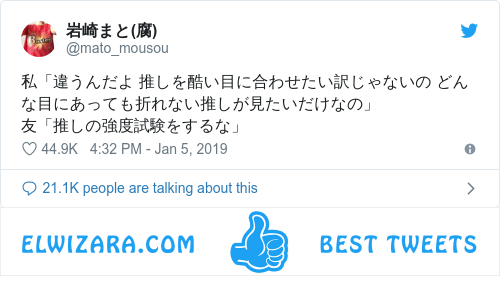 岩崎まと(腐)
@mato_mousou
私「違うんだよ 推しを酷い目に合わせたい訳じゃないの どん
な目にあっても折れない推しが見たいだけなの」
友「推しの強度試験をするな」
44.9K 4:32 PM - Jan 5, 2019
21.1K people are talking about this
ELWIZARA.COM BEST TWEETS